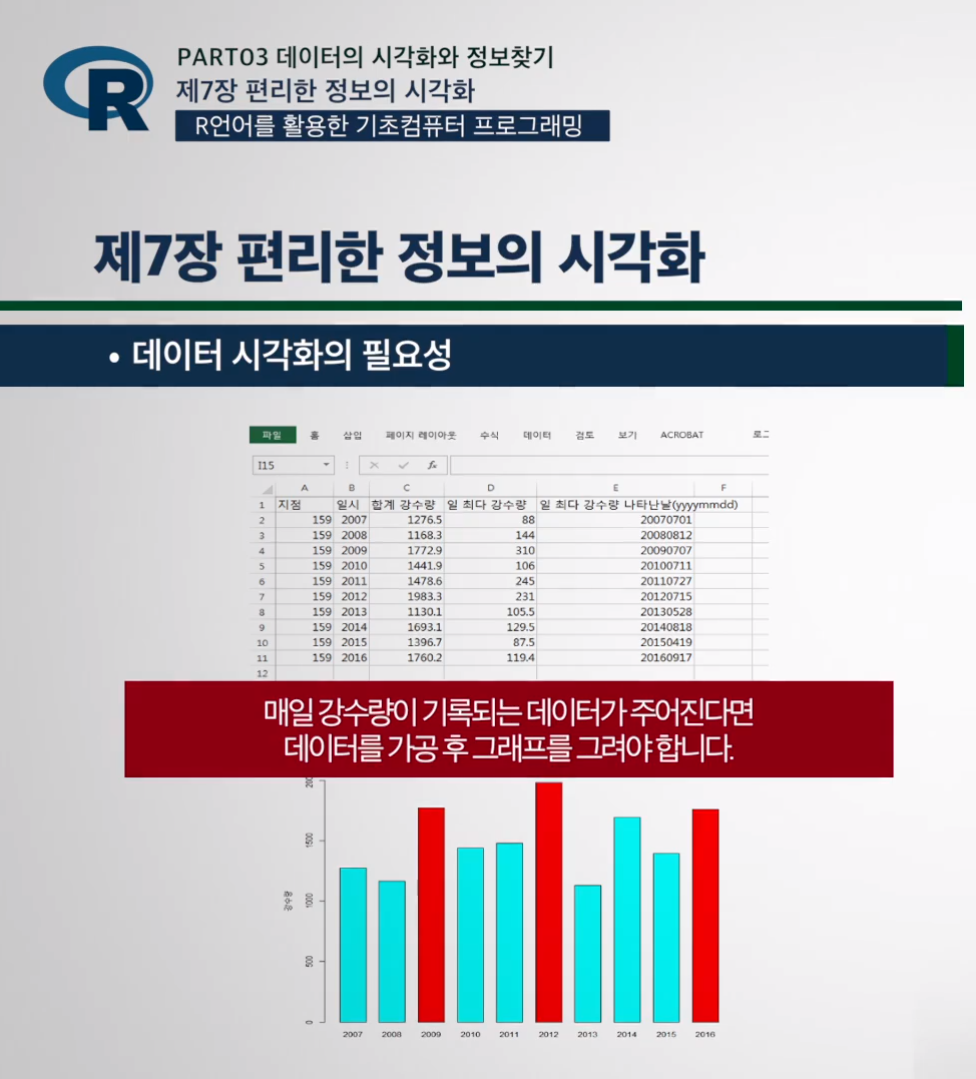 R
PART03 데이터의 시각화와 정보찾기
제7장 편리한 정보의 시각화
R언어를 활용한 기초컴퓨터 프로그래밍
제7장 편리한 정보의 시각화
• 데이터 시각화의 필요성
파일 홈 삽입 페이지 레이아웃 수식 데이터 검토 보기 ACROBAT 로그
I15 fx
A B C D E F
1 지점 일시 합계 강수량 일 최다 강수량 일 최다 강수량 나타난날(yyyymmdd)
2 159 2007 1276.5 88 20070701
3 159 2008 1168.3 144 20080812
4 159 2009 1772.9 310 20090707
5 159 2010 1441.9 106 20100711
6 159 2011 1478.6 245 20110727
7 159 2012 1983.3 231 20120715
8 159 2013 1130.1 105.5 20130528
9 159 2014 1693.1 129.5 20140818
10 159 2015 1396.7 87.5 20150419
11 159 2016 1760.2 119.4 20160917
12
매일 강수량이 기록되는 데이터가 주어진다면
데이터를 가공 후 그래프를 그려야 합니다.
1500
강수량
1000
500
0
2007 2008 2009 2010 2011 2012 2013 2014 2015 2016